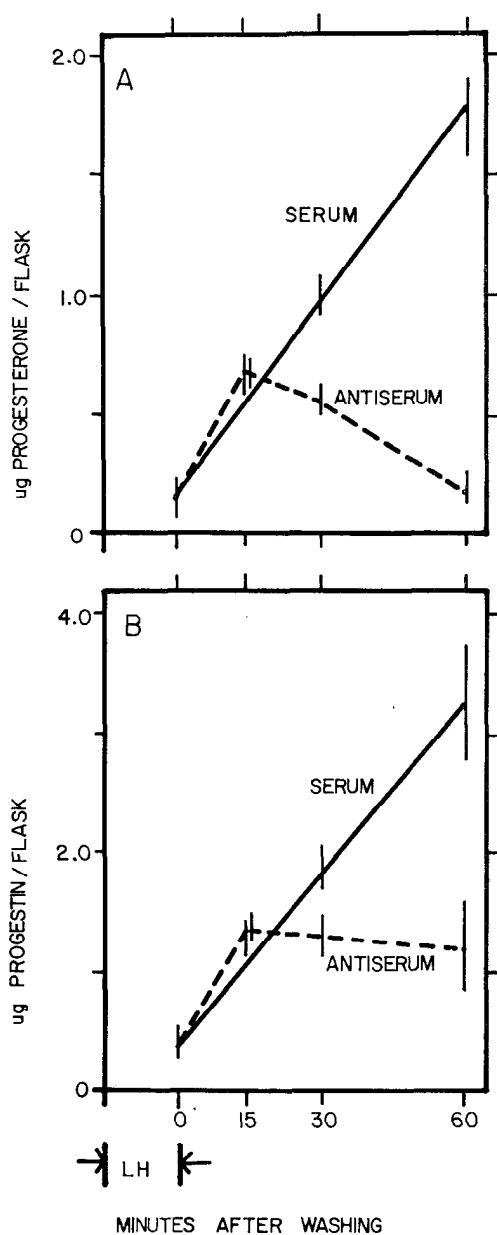 A
2.0
SERUM
1.0
ANTISERUM
0
ug PROGESTERONE / FLASK
B
4.0
SERUM
2.0
ANTISERUM
0
ug PROGESTIN / FLASK
0 15 30 60
LH
MINUTES AFTER WASHING